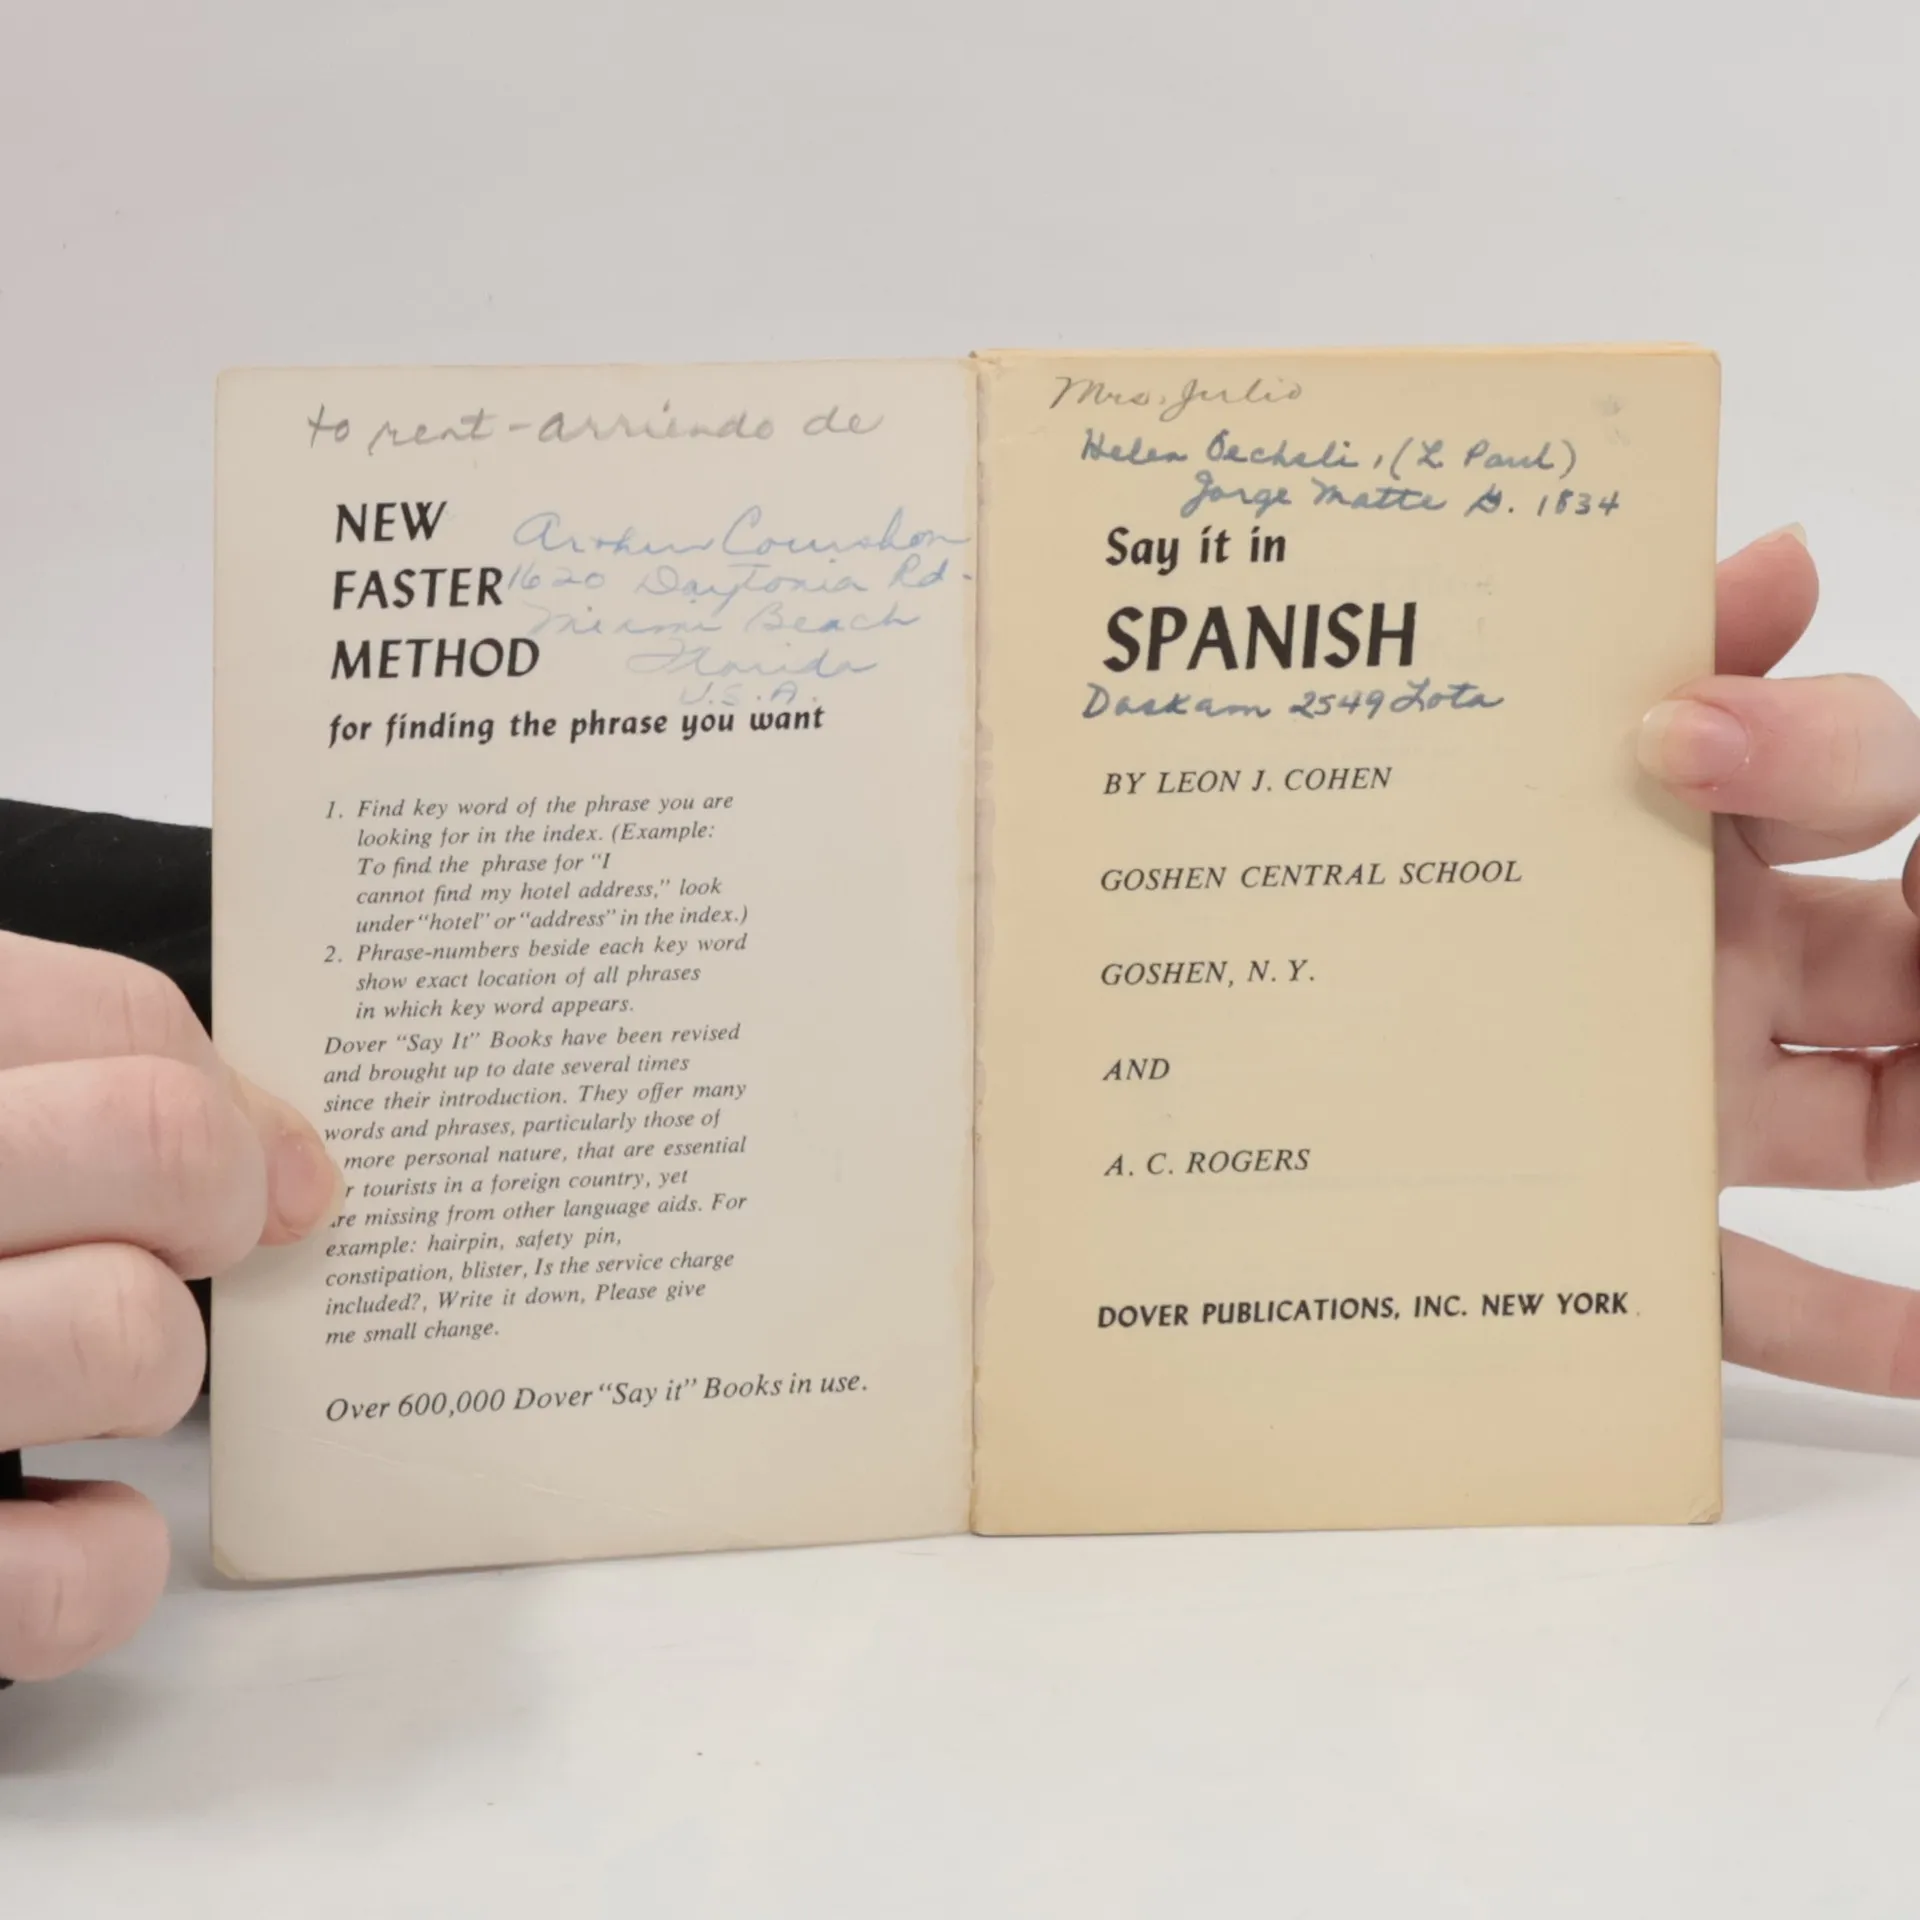 to rent - arriendo de
NEW
FASTER
METHOD
Arthur Courshon
1620 Daytonia Rd.
Miami Beach
Florida
U.S.A.
for finding the phrase you want
1. Find key word of the phrase you are
looking for in the index. (Example:
To find the phrase for “I
cannot find my hotel address,” look
under “hotel” or “address” in the index.)
2. Phrase-numbers beside each key word
show exact location of all phrases
in which key word appears.
Dover “Say It” Books have been revised
and brought up to date several times
since their introduction. They offer many
words and phrases, particularly those of
more personal nature, that are essential
r tourists in a foreign country, yet
re missing from other language aids. For
example: hairpin, safety pin,
constipation, blister, Is the service charge
included?, Write it down, Please give
me small change.
Over 600,000 Dover “Say it” Books in use.
Mrs. Julio
Helen Oechsli, (L Paul)
Jorge Matte G. 1834
Say it in
SPANISH
Daskam 2549 Lota
BY LEON J. COHEN
GOSHEN CENTRAL SCHOOL
GOSHEN, N. Y.
AND
A. C. ROGERS
DOVER PUBLICATIONS, INC. NEW YORK